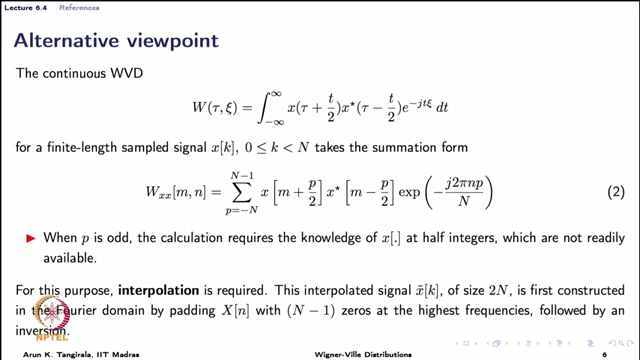 Lecture 6.4 References
Alternative viewpoint
The continuous WVD
W(τ, ξ) = ∫_{−∞}^{∞} x(τ + t/2)x⋆(τ − t/2)e^{−jtξ} dt
for a finite-length sampled signal x[k], 0 ≤ k < N takes the summation form
W_{xx}[m, n] = ∑_{p=−N}^{N−1} x [m + p/2] x⋆ [m − p/2] exp (−j2πnp/N) (2)
▶ When p is odd, the calculation requires the knowledge of x[.] at half integers, which are not readily
available.
For this purpose, interpolation is required. This interpolated signal x̃[k], of size 2N, is first constructed
in the Fourier domain by padding X[n] with (N − 1) zeros at the highest frequencies, followed by an
inversion.
NPTEL
Arun K. Tangirala, IIT Madras Wigner-Ville Distributions 6